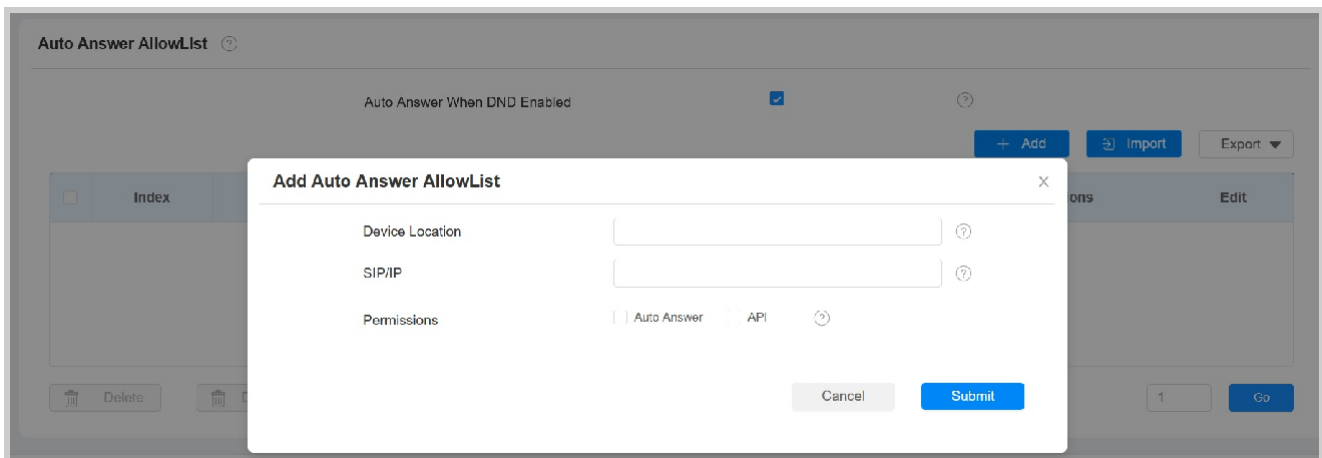 Auto Answer AllowLIst
Auto Answer When DND Enabled
+ Add Import Export
Add Auto Answer AllowList
Index ons Edit
Device Location
SIP/IP
Permissions Auto Answer API
Delete D 1 Go
Cancel Submit